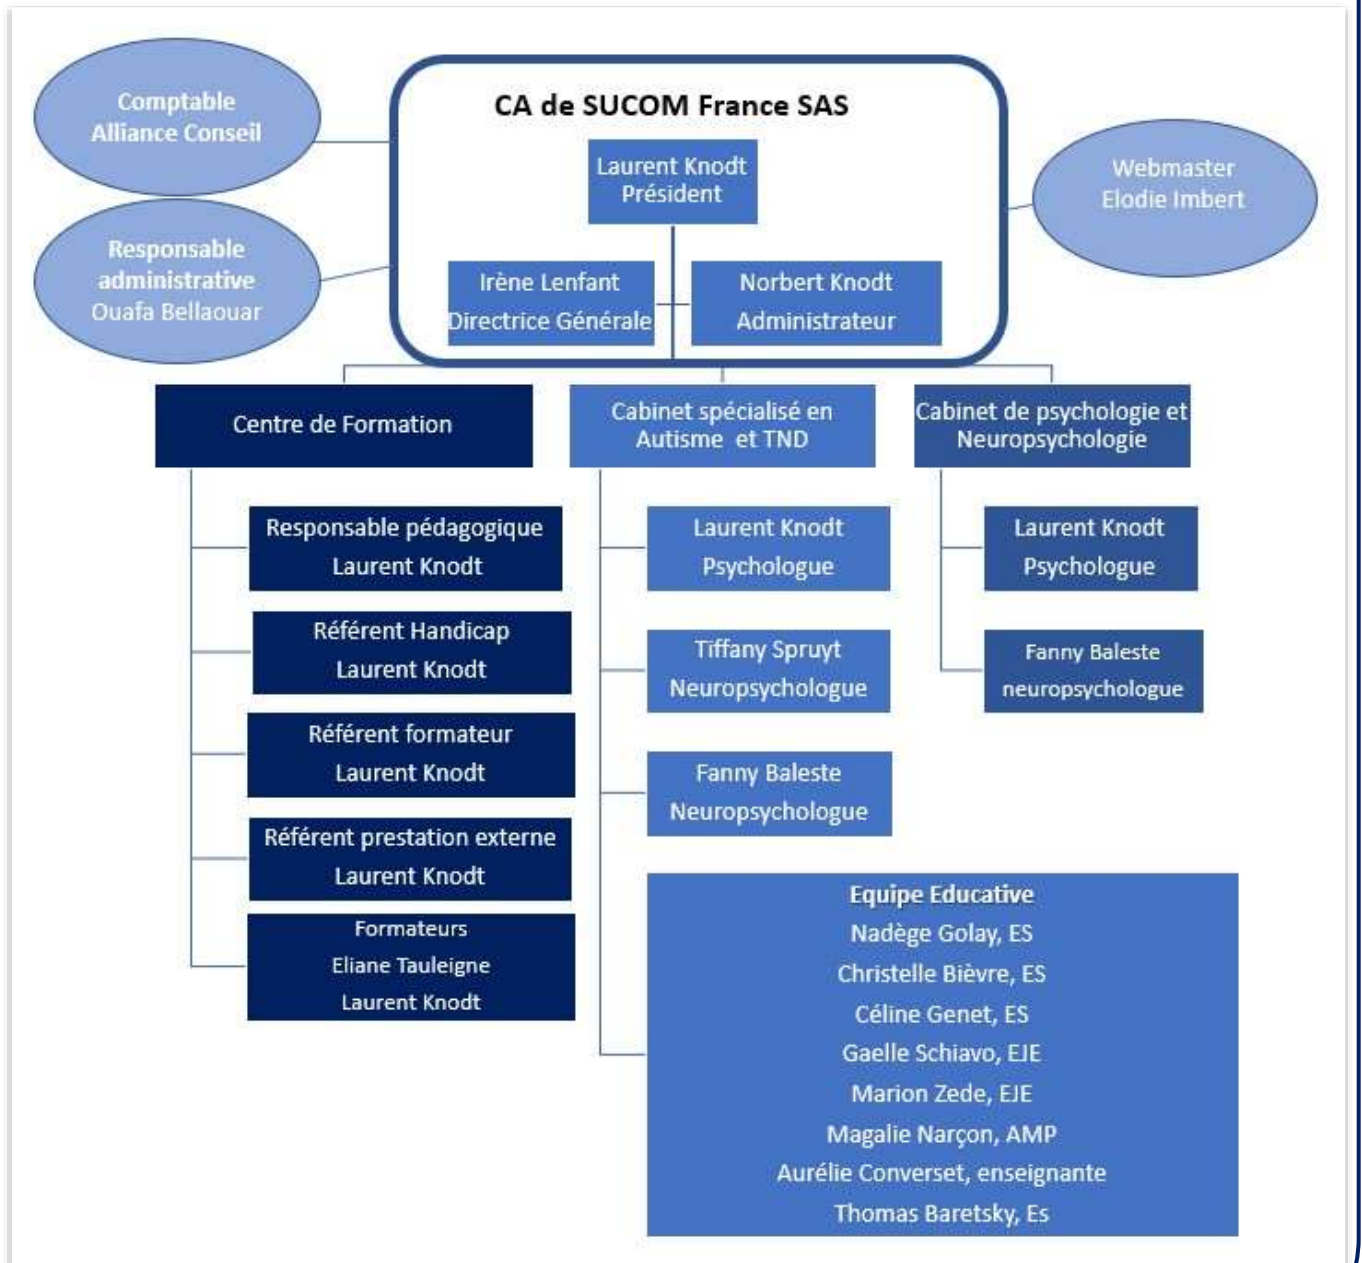 Comptable
Alliance Conseil
Responsable
administrative
Ouafa Bellaouar
CA de SUCOM France SAS
Laurent Knodt
Président
Irène Lenfant
Directrice Générale
Norbert Knodt
Administrateur
Webmaster
Elodie Imbert
Centre de Formation
Responsable pédagogique
Laurent Knodt
Référent Handicap
Laurent Knodt
Référent formateur
Laurent Knodt
Référent prestation externe
Laurent Knodt
Formateurs
Eliane Tauleigne
Laurent Knodt
Cabinet spécialisé en
Autisme et TND
Laurent Knodt
Psychologue
Tiffany Spruyt
Neuropsychologue
Fanny Baleste
Neuropsychologue
Equipe Educative
Nadège Golay, ES
Christelle Bièvre, ES
Céline Genet, ES
Gaelle Schiavo, EJE
Marion Zede, EJE
Magalie Narçon, AMP
Aurélie Converset, enseignante
Thomas Baretsky, Es
Cabinet de psychologie et
Neuropsychologie
Laurent Knodt
Psychologue
Fanny Baleste
neuropsychologue